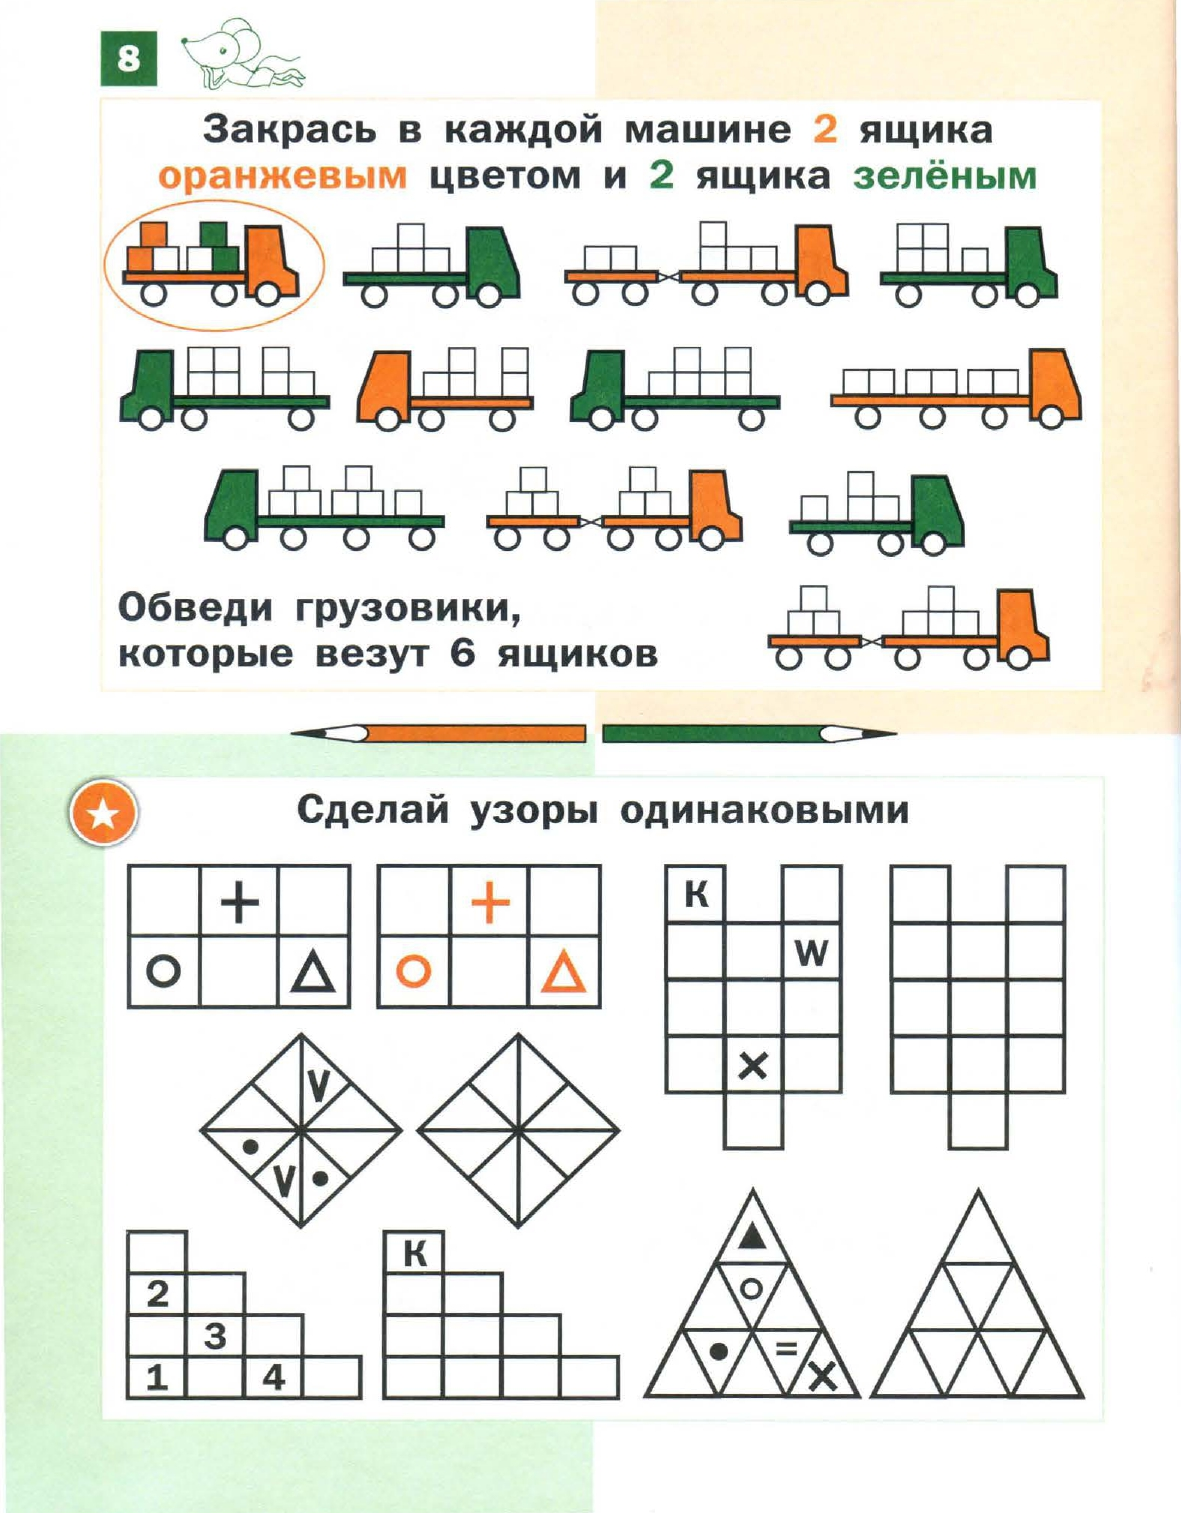 8
Закрась в каждой машине 2 ящика
оранжевым цветом и 2 ящика зелёным
Обведи грузовики,
которые везут 6 ящиков
Сделай узоры одинаковыми
+ +
О Δ О Δ
К
W
×
V
V
К
2
3
1 4
=
×